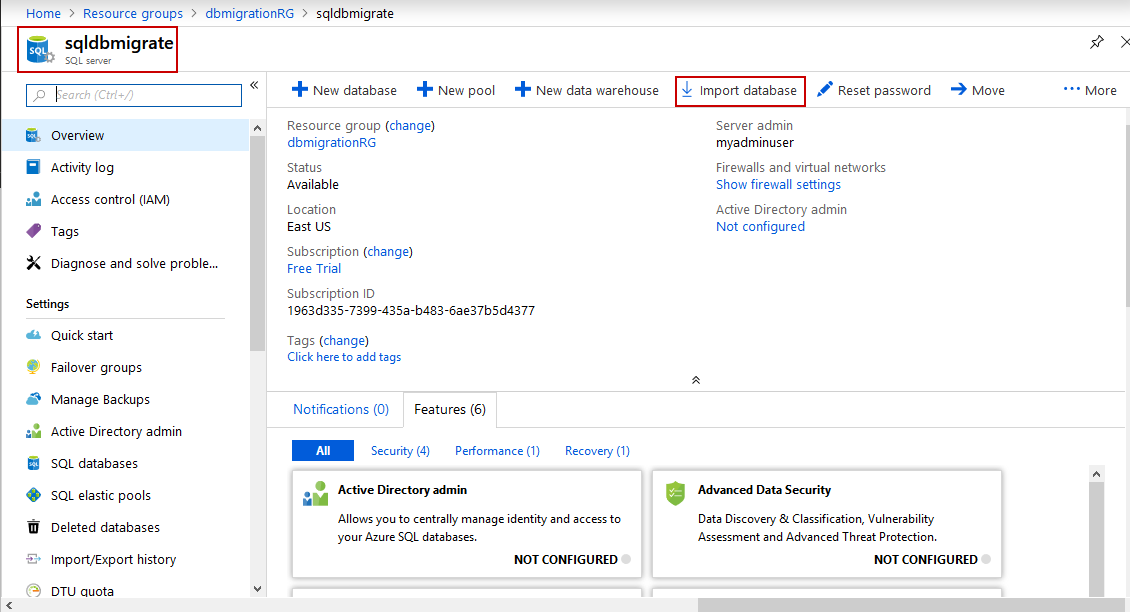 Home > Resource groups > dbmigrationRG > sqldbmigrate
SQL
sqldbmigrate
SQL server
Search (Ctrl+/)
Overview
Activity log
Access control (IAM)
Tags
Diagnose and solve proble...
Settings
Quick start
Failover groups
Manage Backups
Active Directory admin
SQL databases
SQL elastic pools
Deleted databases
Import/Export history
DTU quota
New database New pool New data warehouse Import database Reset password Move More
Resource group (change)
dbmigrationRG
Status
Available
Location
East US
Subscription (change)
Free Trial
Subscription ID
1963d335-7399-435a-b483-6ae37b5d4377
Tags (change)
Click here to add tags
Server admin
myadminuser
Firewalls and virtual networks
Show firewall settings
Active Directory admin
Not configured
Notifications (0) Features (6)
All Security (4) Performance (1) Recovery (1)
Active Directory admin
Allows you to centrally manage identity and access to
your Azure SQL databases.
NOT CONFIGURED
Advanced Data Security
Data Discovery & Classification, Vulnerability
Assessment and Advanced Threat Protection.
NOT CONFIGURED